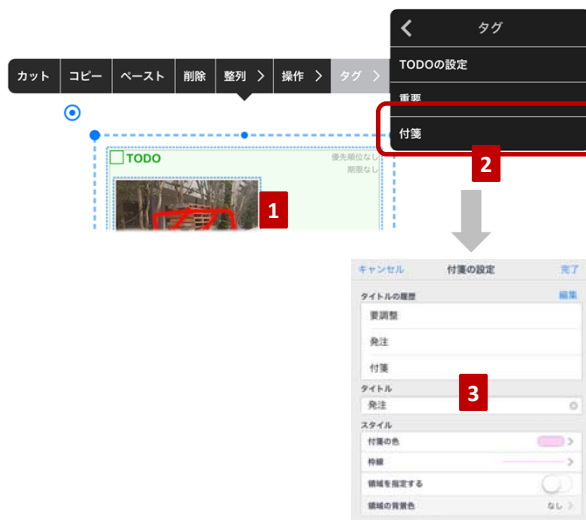 タグ
カット コピー ペースト 削除 整列 操作 タグ
TODOの設定
重要
付箋
2
TODO
優先順位なし
期限なし
1
キャンセル 付箋の設定 完了
タイトルの履歴 編集
要調整
発注
付箋
タイトル
3
発注
スタイル
付箋の色
枠線
領域を指定する
領域の背景色 なし